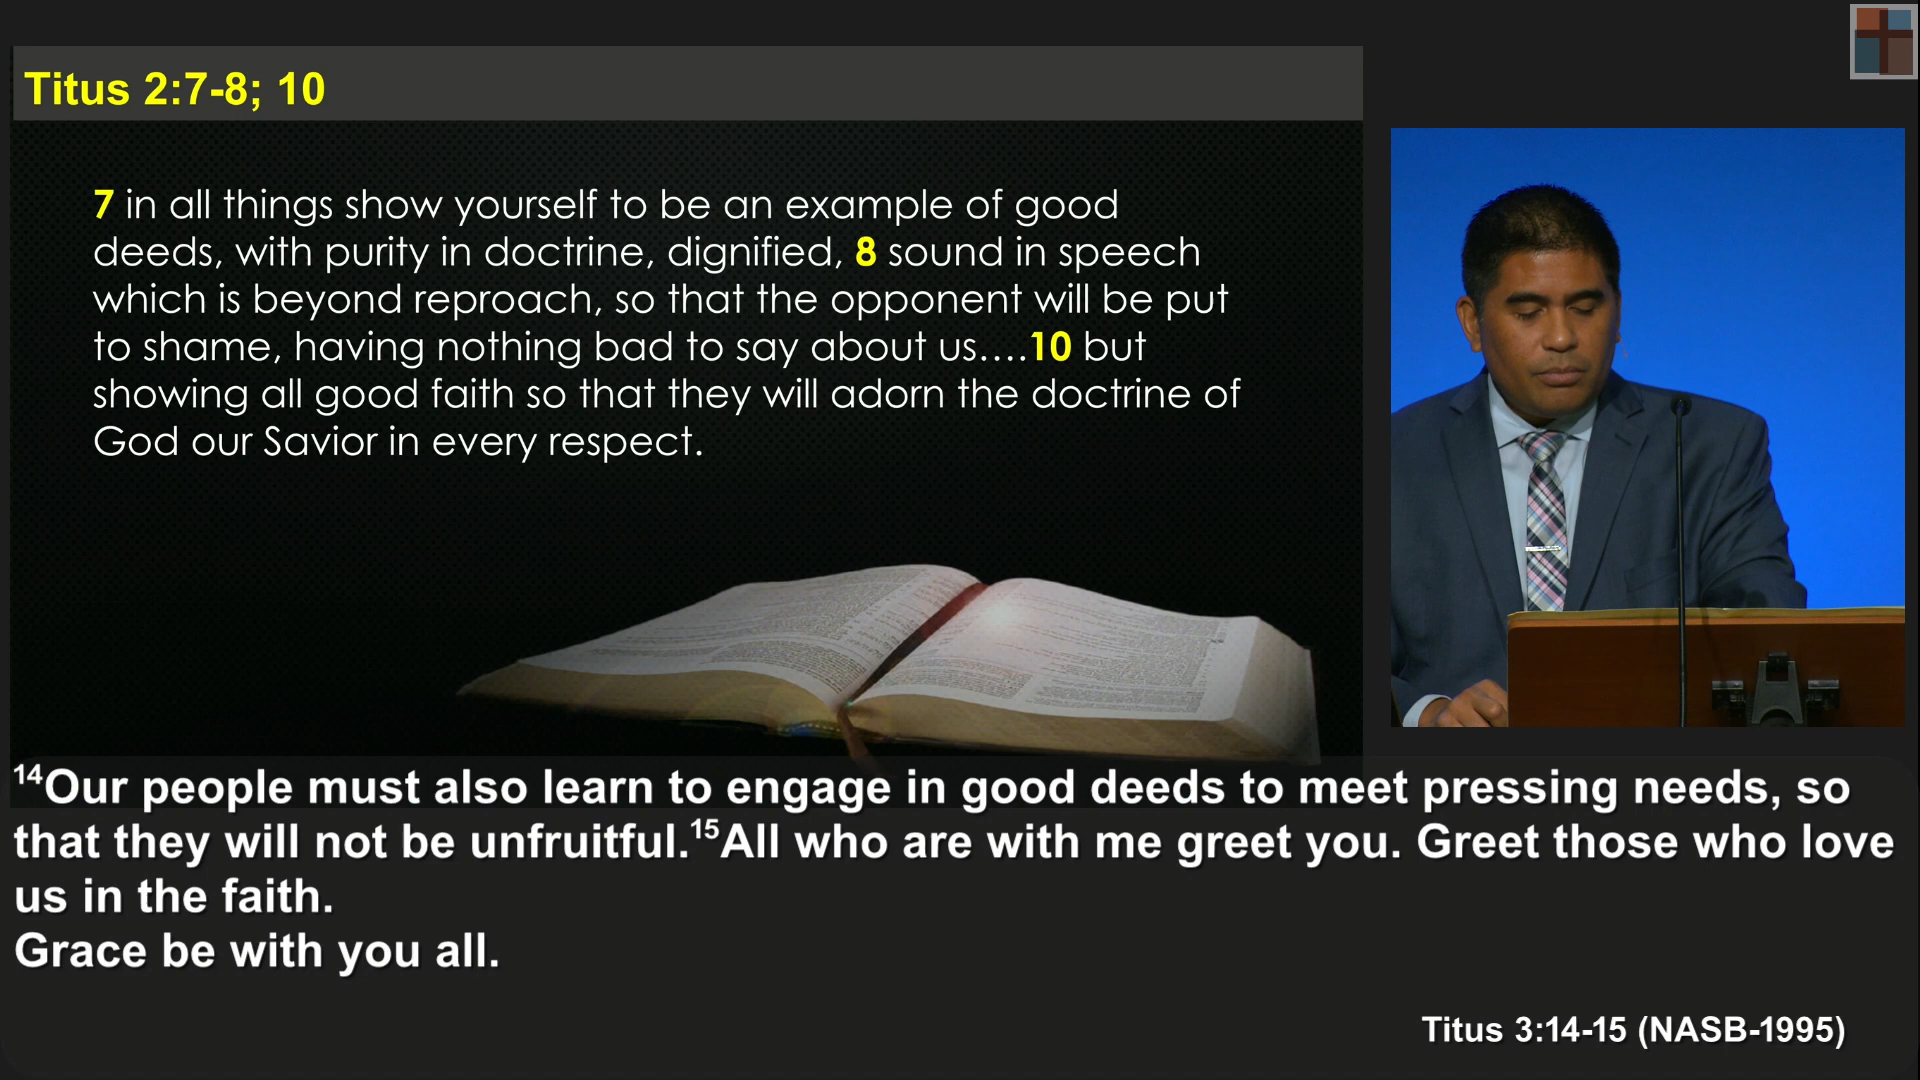 Titus 2:7-8; 10
7 in all things show yourself to be an example of good
deeds, with purity in doctrine, dignified, 8 sound in speech
which is beyond reproach, so that the opponent will be put
to shame, having nothing bad to say about us....10 but
showing all good faith so that they will adorn the doctrine of
God our Savior in every respect.
14Our people must also learn to engage in good deeds to meet pressing needs, so
that they will not be unfruitful.15All who are with me greet you. Greet those who love
us in the faith.
Grace be with you all.
Titus 3:14-15 (NASB-1995)